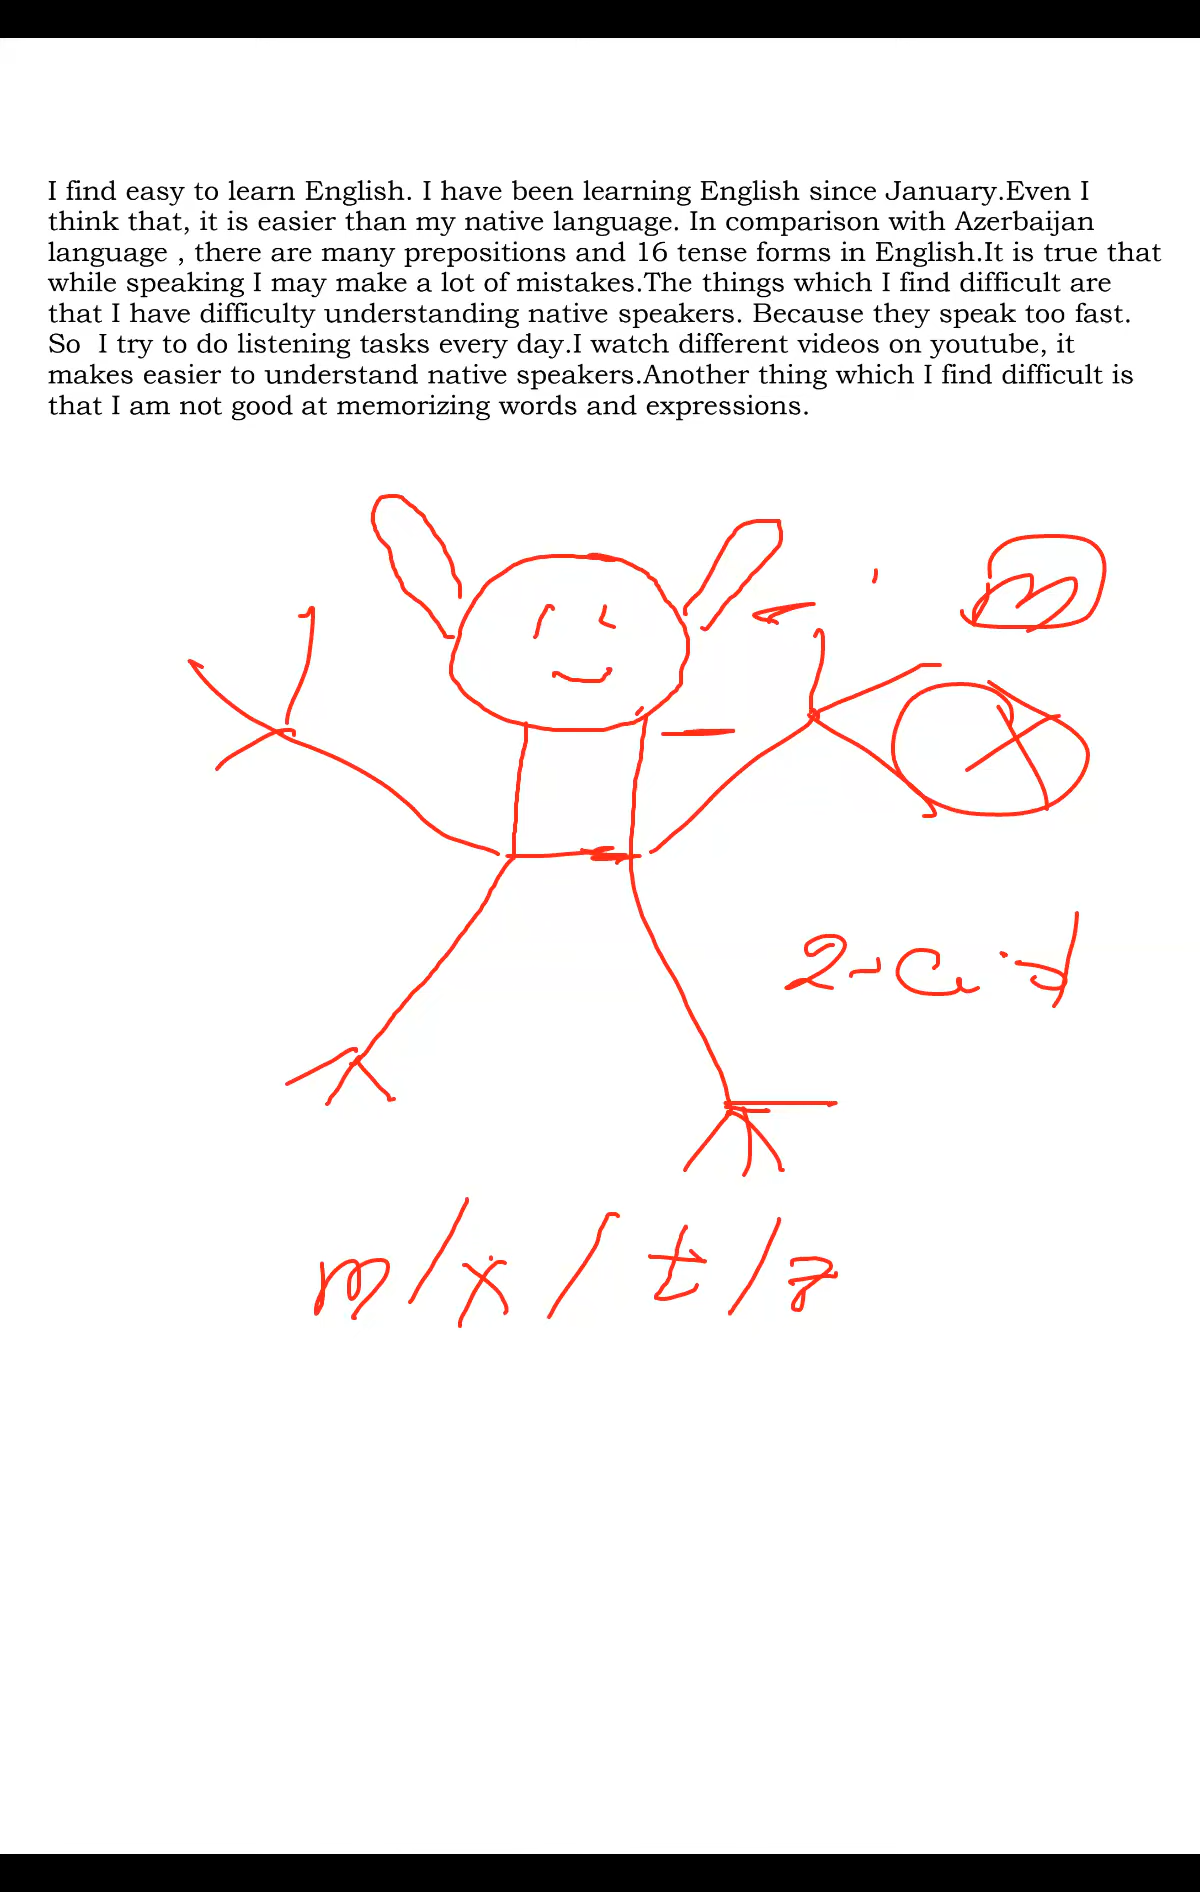 I find easy to learn English. I have been learning English since January.Even I
think that, it is easier than my native language. In comparison with Azerbaijan
language , there are many prepositions and 16 tense forms in English.It is true that
while speaking I may make a lot of mistakes.The things which I find difficult are
that I have difficulty understanding native speakers. Because they speak too fast.
So  I try to do listening tasks every day.I watch different videos on youtube, it
makes easier to understand native speakers.Another thing which I find difficult is
that I am not good at memorizing words and expressions.
m/x/t/z